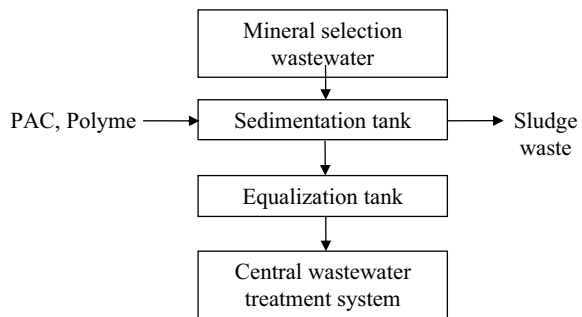 Mineral selection
wastewater
PAC, Polyme
Sedimentation tank
Sludge
waste
Equalization tank
Central wastewater
treatment system